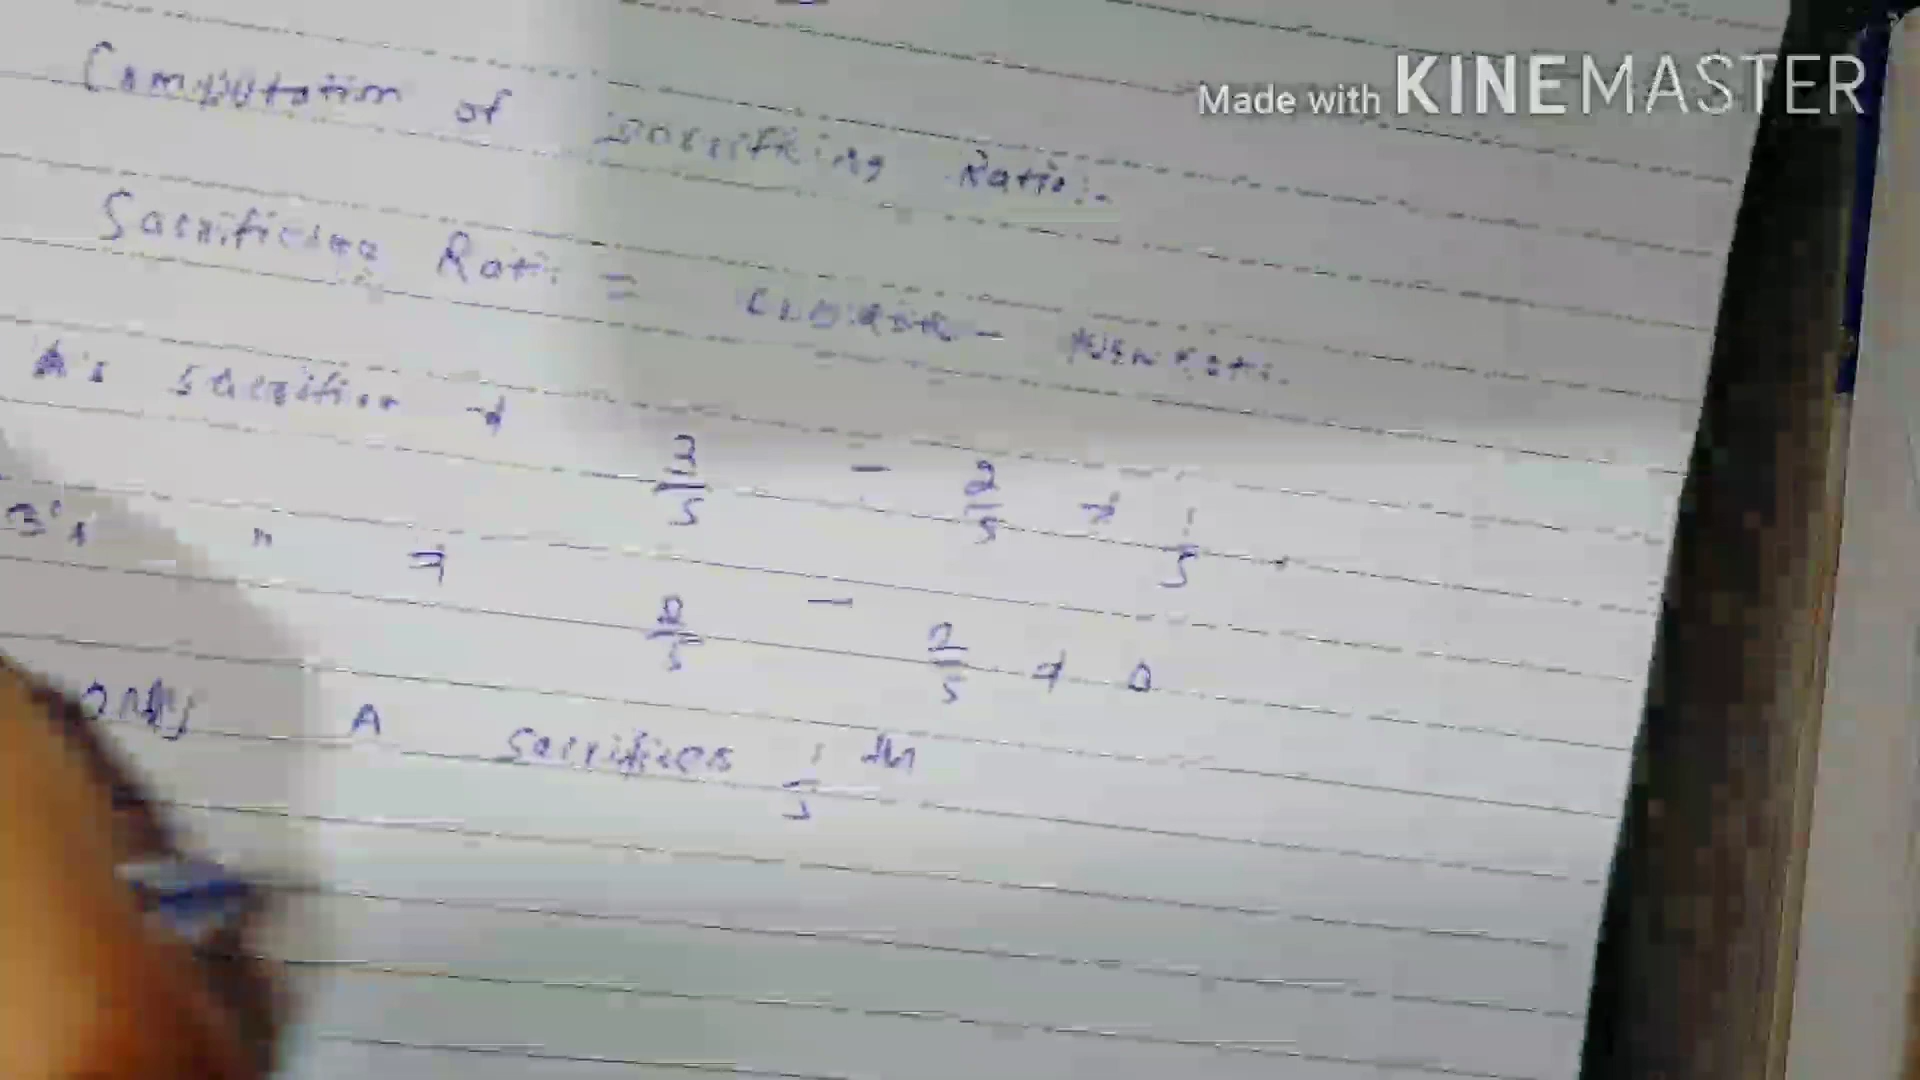 Made with KINEMASTER
Computation of Ratio:-
Sacrificing Ratio = Old Ratio - New Ratio.
A's sacrifice → 3/5 - 2/5 → 1/5.
B's " → 2/5 - 2/5 → 0
only A sacrifices 1/5 th